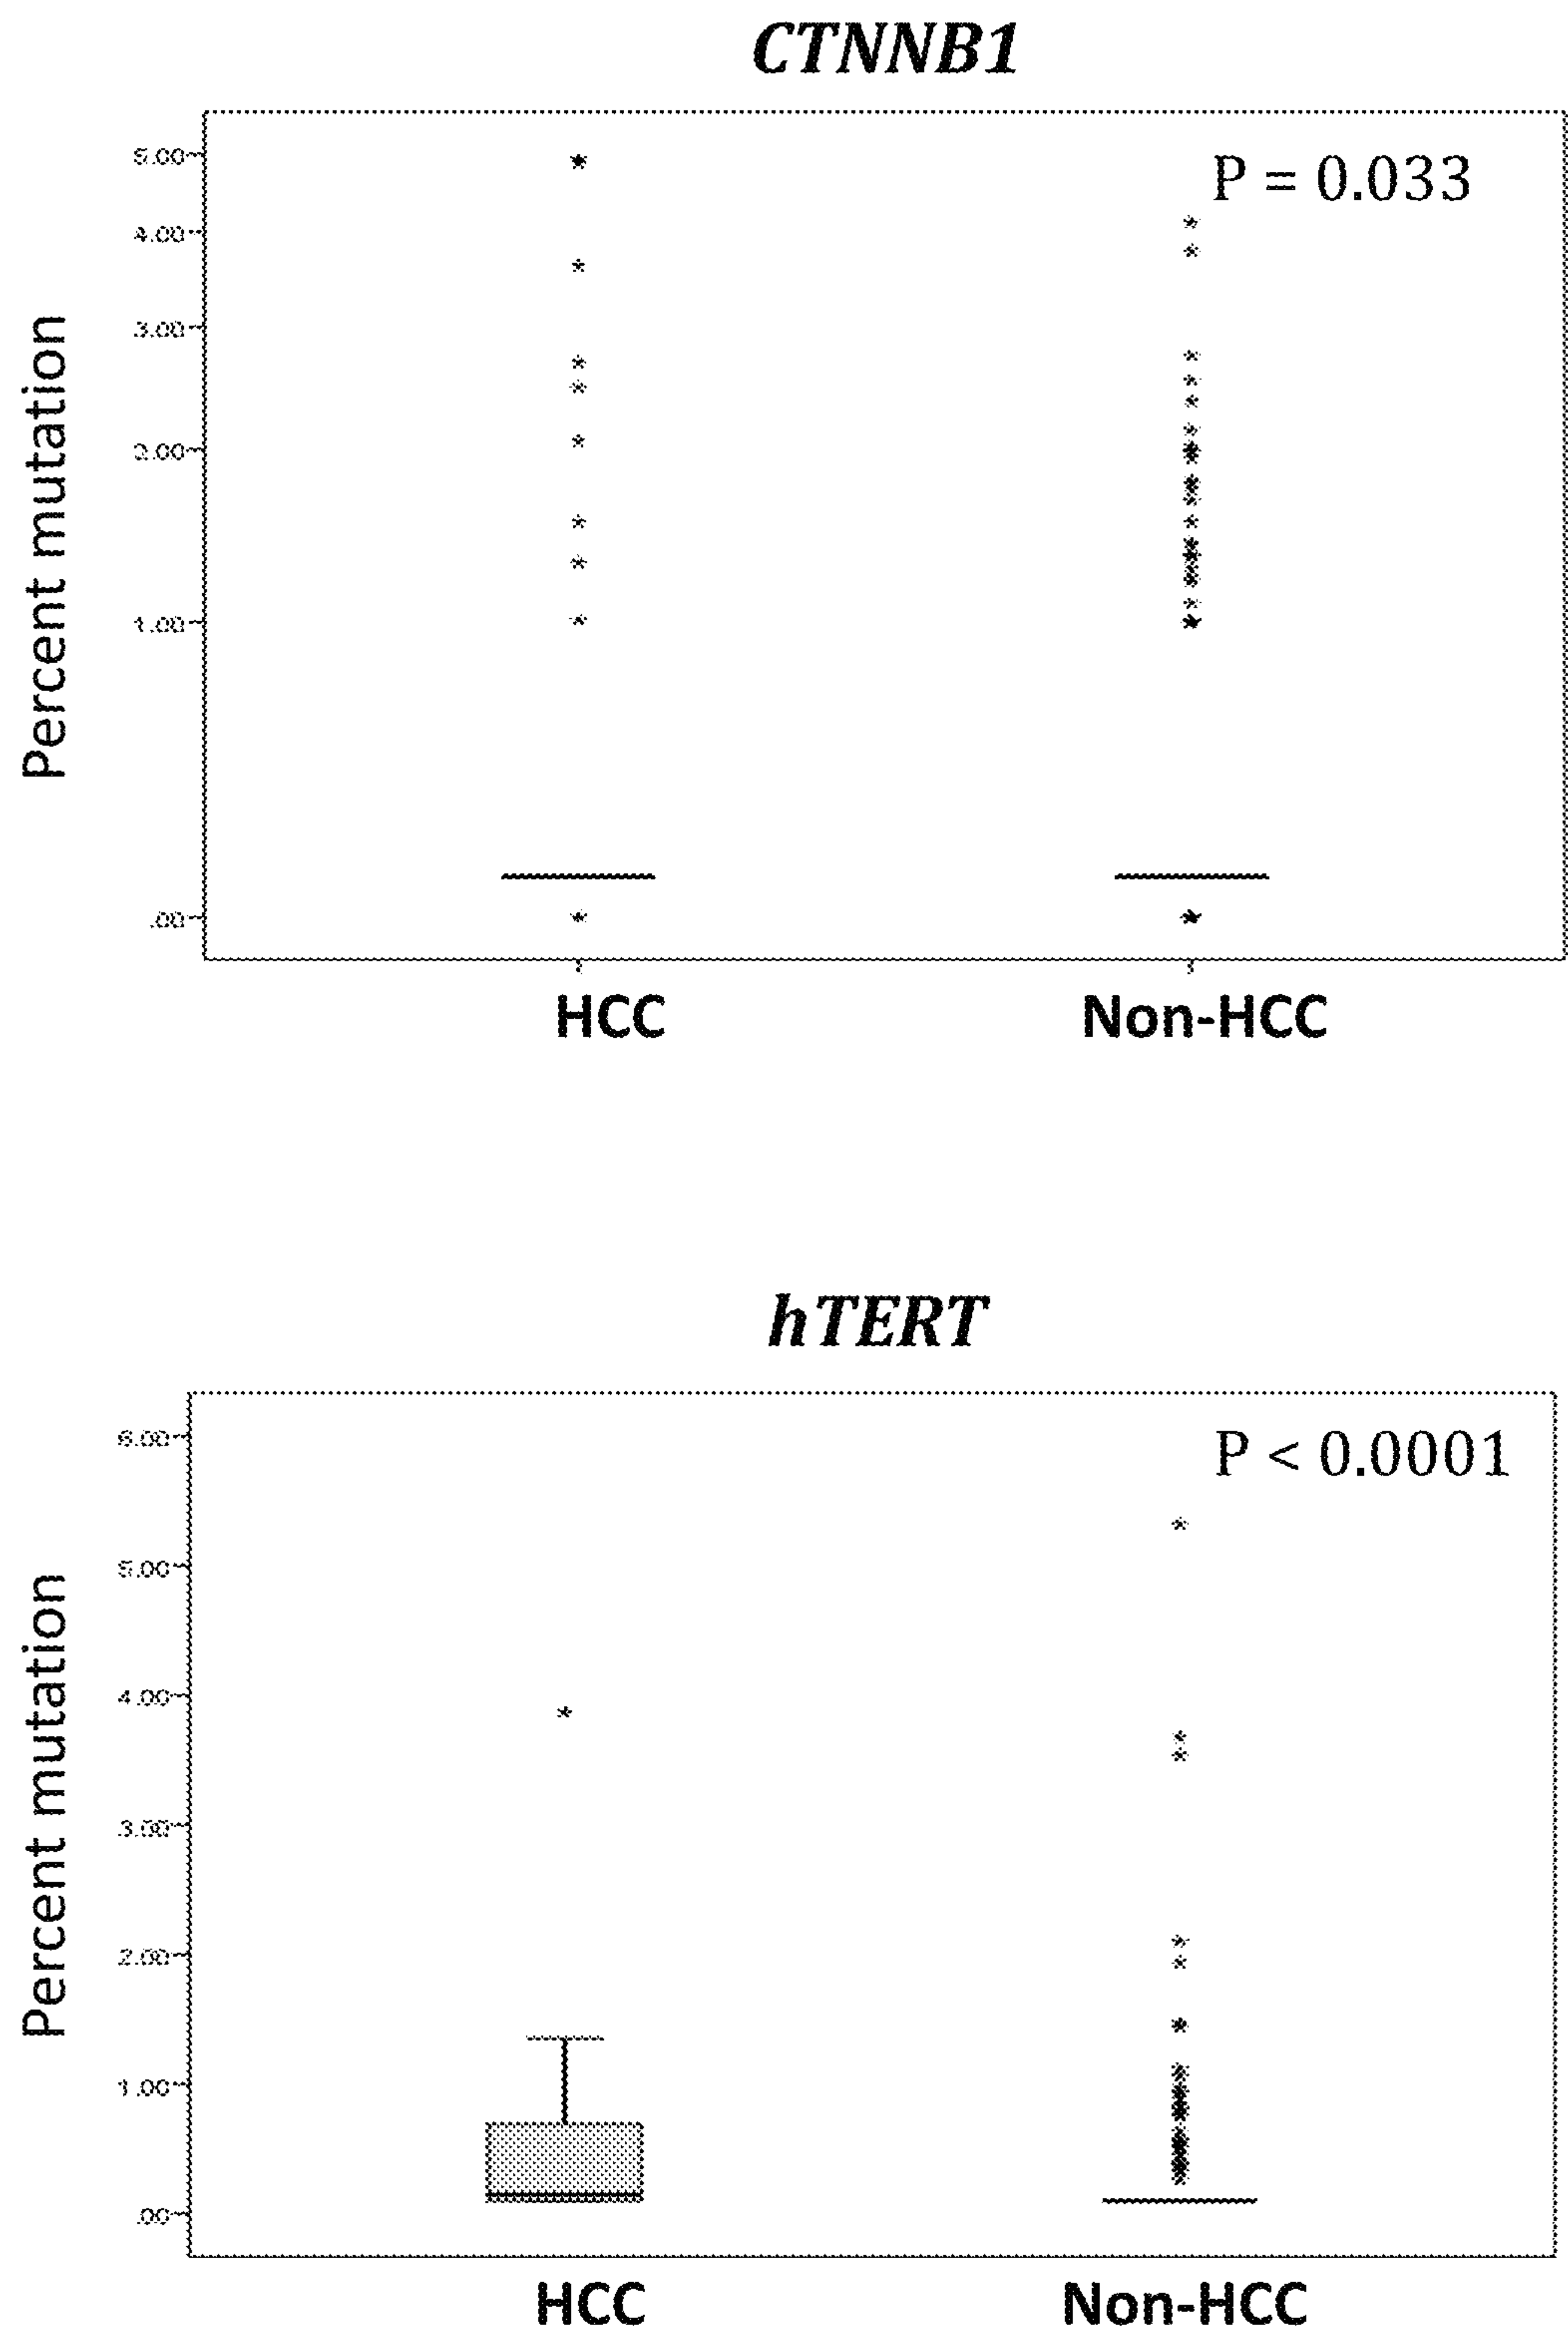 CTNNB1
Percent mutation
5.00
4.00
3.00
2.00
1.00
.00
P = 0.033
HCC Non-HCC
hTERT
Percent mutation
6.00
5.00
4.00
3.00
2.00
1.00
.00
P < 0.0001
HCC Non-HCC